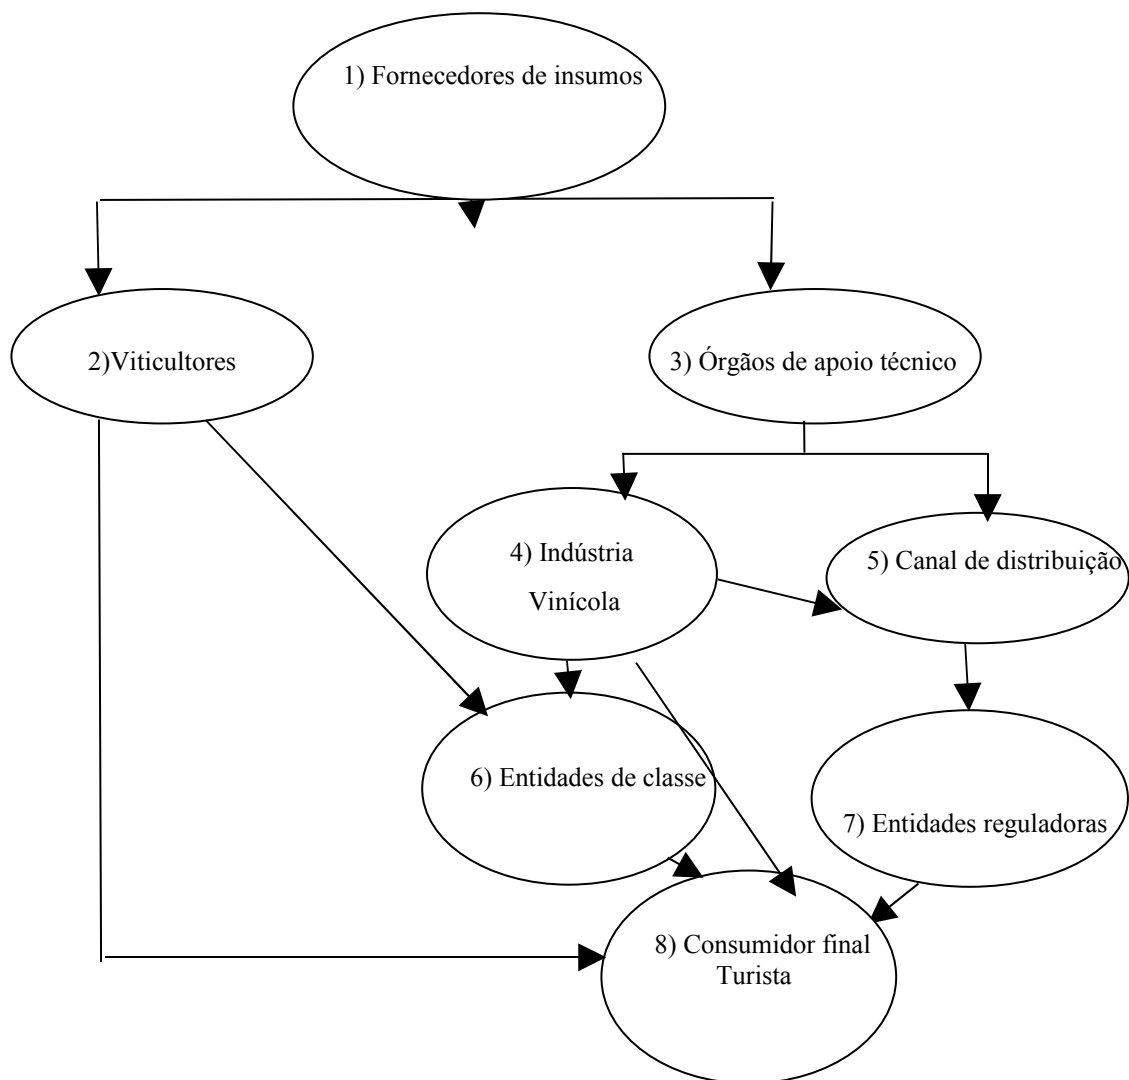 1) Fornecedores de insumos
2)Viticultores
3) Órgãos de apoio técnico
4) Indústria
Vinícola
5) Canal de distribuição
6) Entidades de classe
7) Entidades reguladoras
8) Consumidor final
Turista